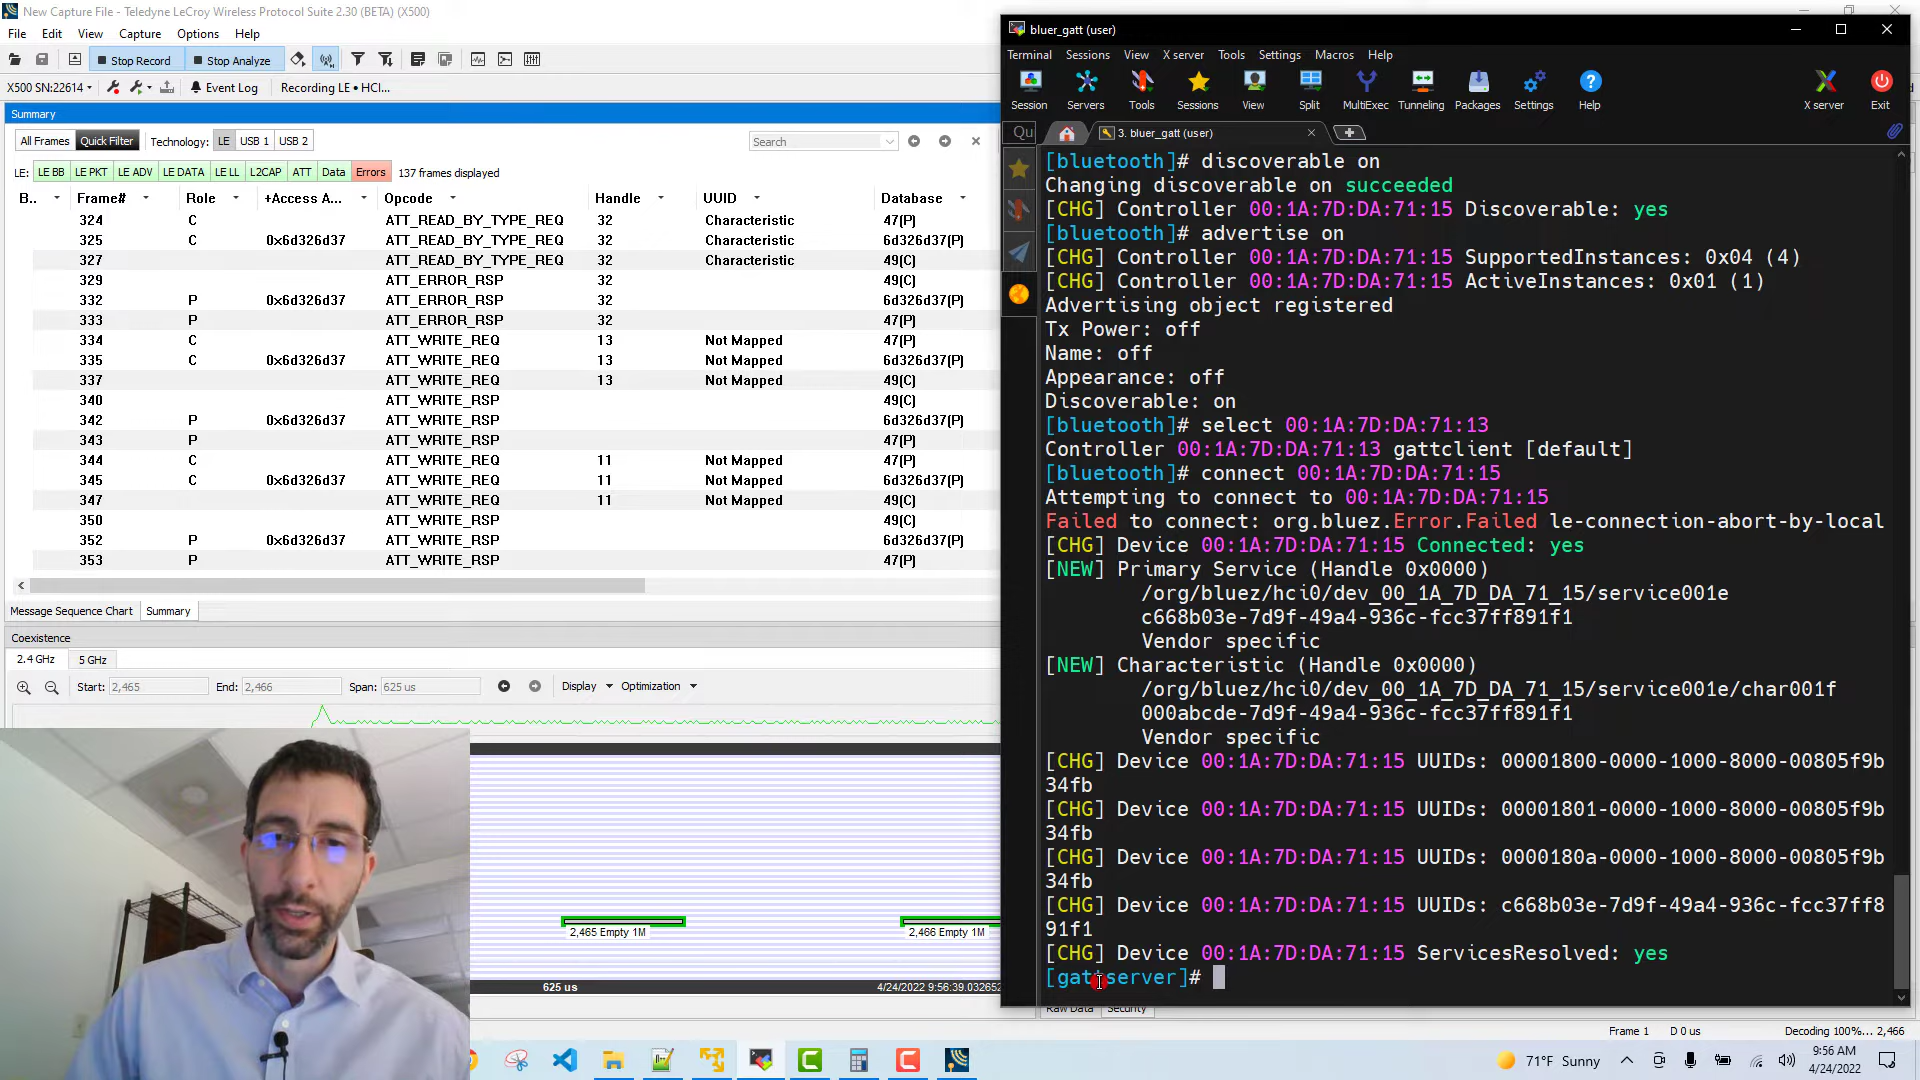 New Capture File - Teledyne LeCroy Wireless Protocol Suite 2.30 (BETA) (X500)
File Edit View Capture Options Help
Stop Record Stop Analyze
X500 SN:22614 Event Log Recording LE • HCI...
Summary
All Frames Quick Filter Technology: LE USB 1 USB 2 Search
LE: LE BB LE PKT LE ADV LE DATA LE LL L2CAP ATT Data Errors 137 frames displayed
B.. Frame# Role +Access A... Opcode Handle UUID Database
324 C ATT_READ_BY_TYPE_REQ 32 Characteristic 47(P)
325 C 0x6d326d37 ATT_READ_BY_TYPE_REQ 32 Characteristic 6d326d37(P)
327 ATT_READ_BY_TYPE_REQ 32 Characteristic 49(C)
329 ATT_ERROR_RSP 32 49(C)
332 P 0x6d326d37 ATT_ERROR_RSP 32 6d326d37(P)
333 P ATT_ERROR_RSP 32 47(P)
334 C ATT_WRITE_REQ 13 Not Mapped 47(P)
335 C 0x6d326d37 ATT_WRITE_REQ 13 Not Mapped 6d326d37(P)
337 ATT_WRITE_REQ 13 Not Mapped 49(C)
340 ATT_WRITE_RSP 49(C)
342 P 0x6d326d37 ATT_WRITE_RSP 6d326d37(P)
343 P ATT_WRITE_RSP 47(P)
344 C ATT_WRITE_REQ 11 Not Mapped 47(P)
345 C 0x6d326d37 ATT_WRITE_REQ 11 Not Mapped 6d326d37(P)
347 ATT_WRITE_REQ 11 Not Mapped 49(C)
350 ATT_WRITE_RSP 49(C)
352 P 0x6d326d37 ATT_WRITE_RSP 6d326d37(P)
353 P ATT_WRITE_RSP 47(P)
Message Sequence Chart Summary
Coexistence
2.4 GHz 5 GHz
Start: 2,465 End: 2,466 Span: 625 us Display Optimization
2,465 Empty 1M 2,466 Empty 1M
625 us 4/24/2022 9:56:39.032652
bluer_gatt (user)
Terminal Sessions View X server Tools Settings Macros Help
Session Servers Tools Sessions View Split MultiExec Tunneling Packages Settings Help X server Exit
Qu 3. bluer_gatt (user)
[bluetooth]# discoverable on
Changing discoverable on succeeded
[CHG] Controller 00:1A:7D:DA:71:15 Discoverable: yes
[bluetooth]# advertise on
[CHG] Controller 00:1A:7D:DA:71:15 SupportedInstances: 0x04 (4)
[CHG] Controller 00:1A:7D:DA:71:15 ActiveInstances: 0x01 (1)
Advertising object registered
Tx Power: off
Name: off
Appearance: off
Discoverable: on
[bluetooth]# select 00:1A:7D:DA:71:13
Controller 00:1A:7D:DA:71:13 gattclient [default]
[bluetooth]# connect 00:1A:7D:DA:71:15
Attempting to connect to 00:1A:7D:DA:71:15
Failed to connect: org.bluez.Error.Failed le-connection-abort-by-local
[CHG] Device 00:1A:7D:DA:71:15 Connected: yes
[NEW] Primary Service (Handle 0x0000)
/org/bluez/hci0/dev_00_1A_7D_DA_71_15/service001e
c668b03e-7d9f-49a4-936c-fcc37ff891f1
Vendor specific
[NEW] Characteristic (Handle 0x0000)
/org/bluez/hci0/dev_00_1A_7D_DA_71_15/service001e/char001f
000abcde-7d9f-49a4-936c-fcc37ff891f1
Vendor specific
[CHG] Device 00:1A:7D:DA:71:15 UUIDs: 00001800-0000-1000-8000-00805f9b
34fb
[CHG] Device 00:1A:7D:DA:71:15 UUIDs: 00001801-0000-1000-8000-00805f9b
34fb
[CHG] Device 00:1A:7D:DA:71:15 UUIDs: 0000180a-0000-1000-8000-00805f9b
34fb
[CHG] Device 00:1A:7D:DA:71:15 UUIDs: c668b03e-7d9f-49a4-936c-fcc37ff8
91f1
[CHG] Device 00:1A:7D:DA:71:15 ServicesResolved: yes
[gattserver]#
Raw Data Security
Frame 1 D 0 us Decoding 100%... 2,466
71°F Sunny 9:56 AM
4/24/2022